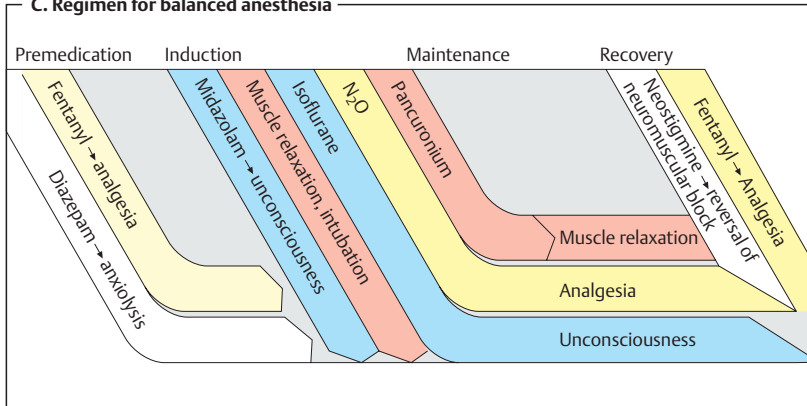 C. Regimen for balanced anesthesia
Premedication
Induction
Maintenance
Recovery
Fentanyl → analgesia
Diazepam → anxiolysis
Midazolam → unconsciousness
Muscle relaxation, intubation
Isoflurane
N₂O
Pancuronium
Neostigmine → reversal of
neuromuscular block
Fentanyl → Analgesia
Muscle relaxation
Analgesia
Unconsciousness